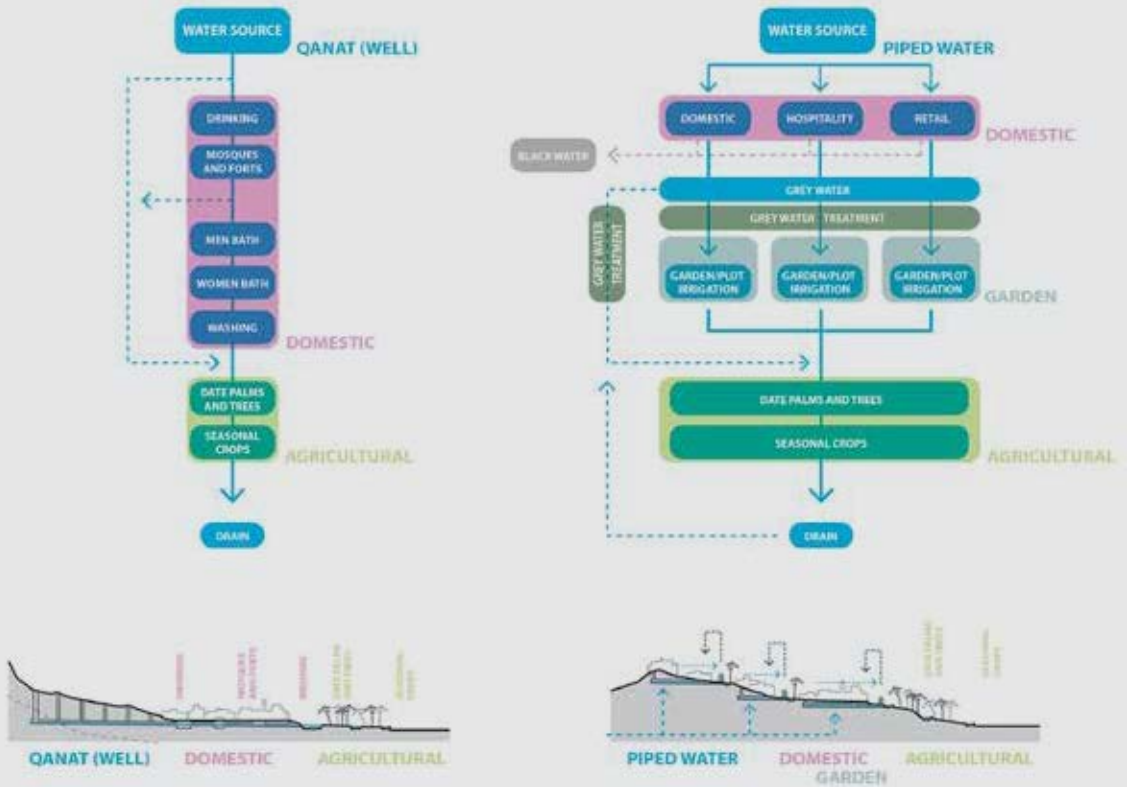 WATER SOURCE
QANAT (WELL)
DRINKING
MOSQUES
AND FORTS
MEN BATH
WOMEN BATH
WASHING
DOMESTIC
DATE PALMS
AND TREES
SEASONAL
CROPS
AGRICULTURAL
DRAIN
WATER SOURCE
PIPED WATER
DOMESTIC
HOSPITALITY
RETAIL
DOMESTIC
BLACK WATER
GREY WATER
GREY WATER TREATMENT
GREY WATER
TREATMENT
GARDEN/PLOT
IRRIGATION
GARDEN/PLOT
IRRIGATION
GARDEN/PLOT
IRRIGATION
GARDEN
DATE PALMS AND TREES
SEASONAL CROPS
AGRICULTURAL
DRAIN
MOSQUES
AND FORTS
QANAT (WELL)
DOMESTIC
AGRICULTURAL
PIPED WATER
DOMESTIC
GARDEN
AGRICULTURAL